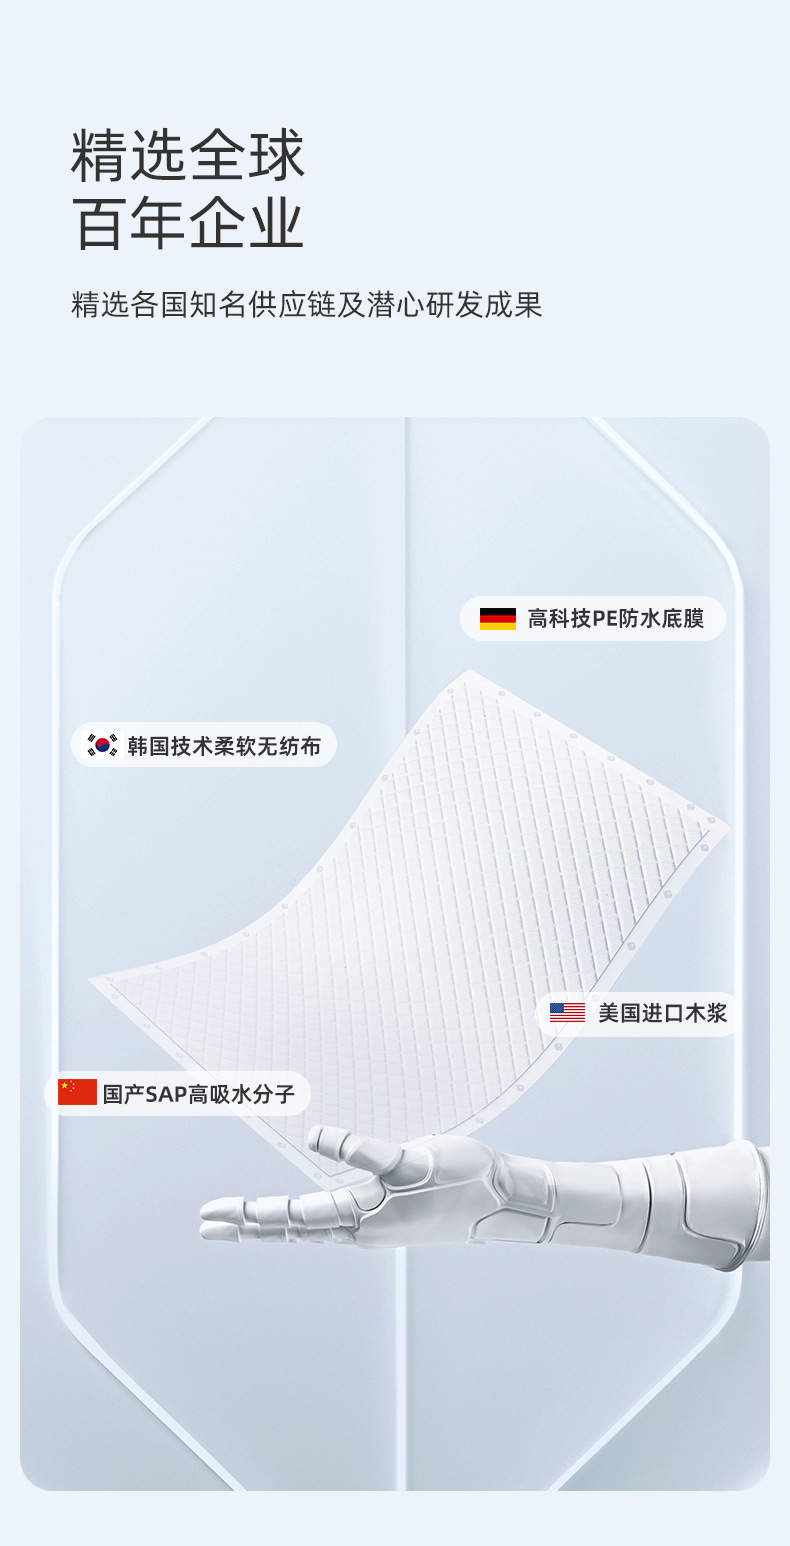 精选全球
百年企业
精选各国知名供应链及潜心研发成果
高科技PE防水底膜
韩国技术柔软无纺布
美国进口木浆
国产SAP高吸水分子